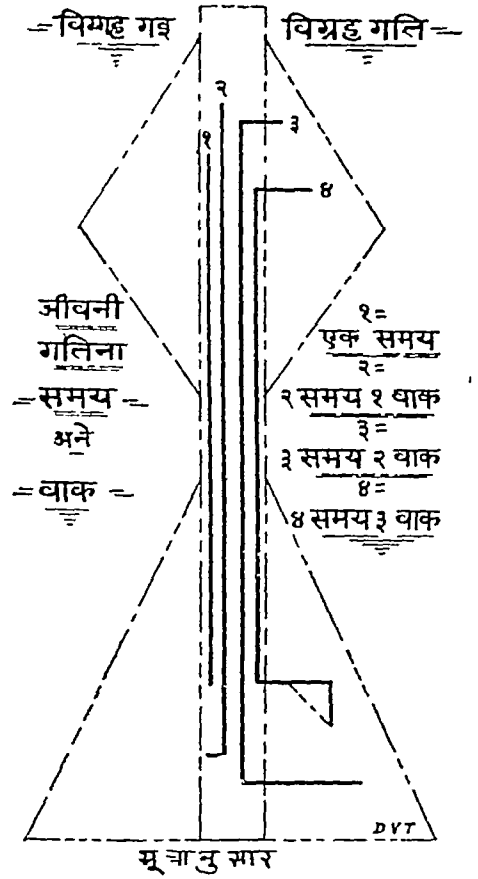 विग्गह गइ
विग्रह गति
२
१
३
४
जीवनी
गतिना
समय
अने
वाक
१=
एक समय
२=
२ समय १ वाक
३=
३ समय २ वाक
४=
४ समय ३ वाक
DVT
सूत्रानुसार